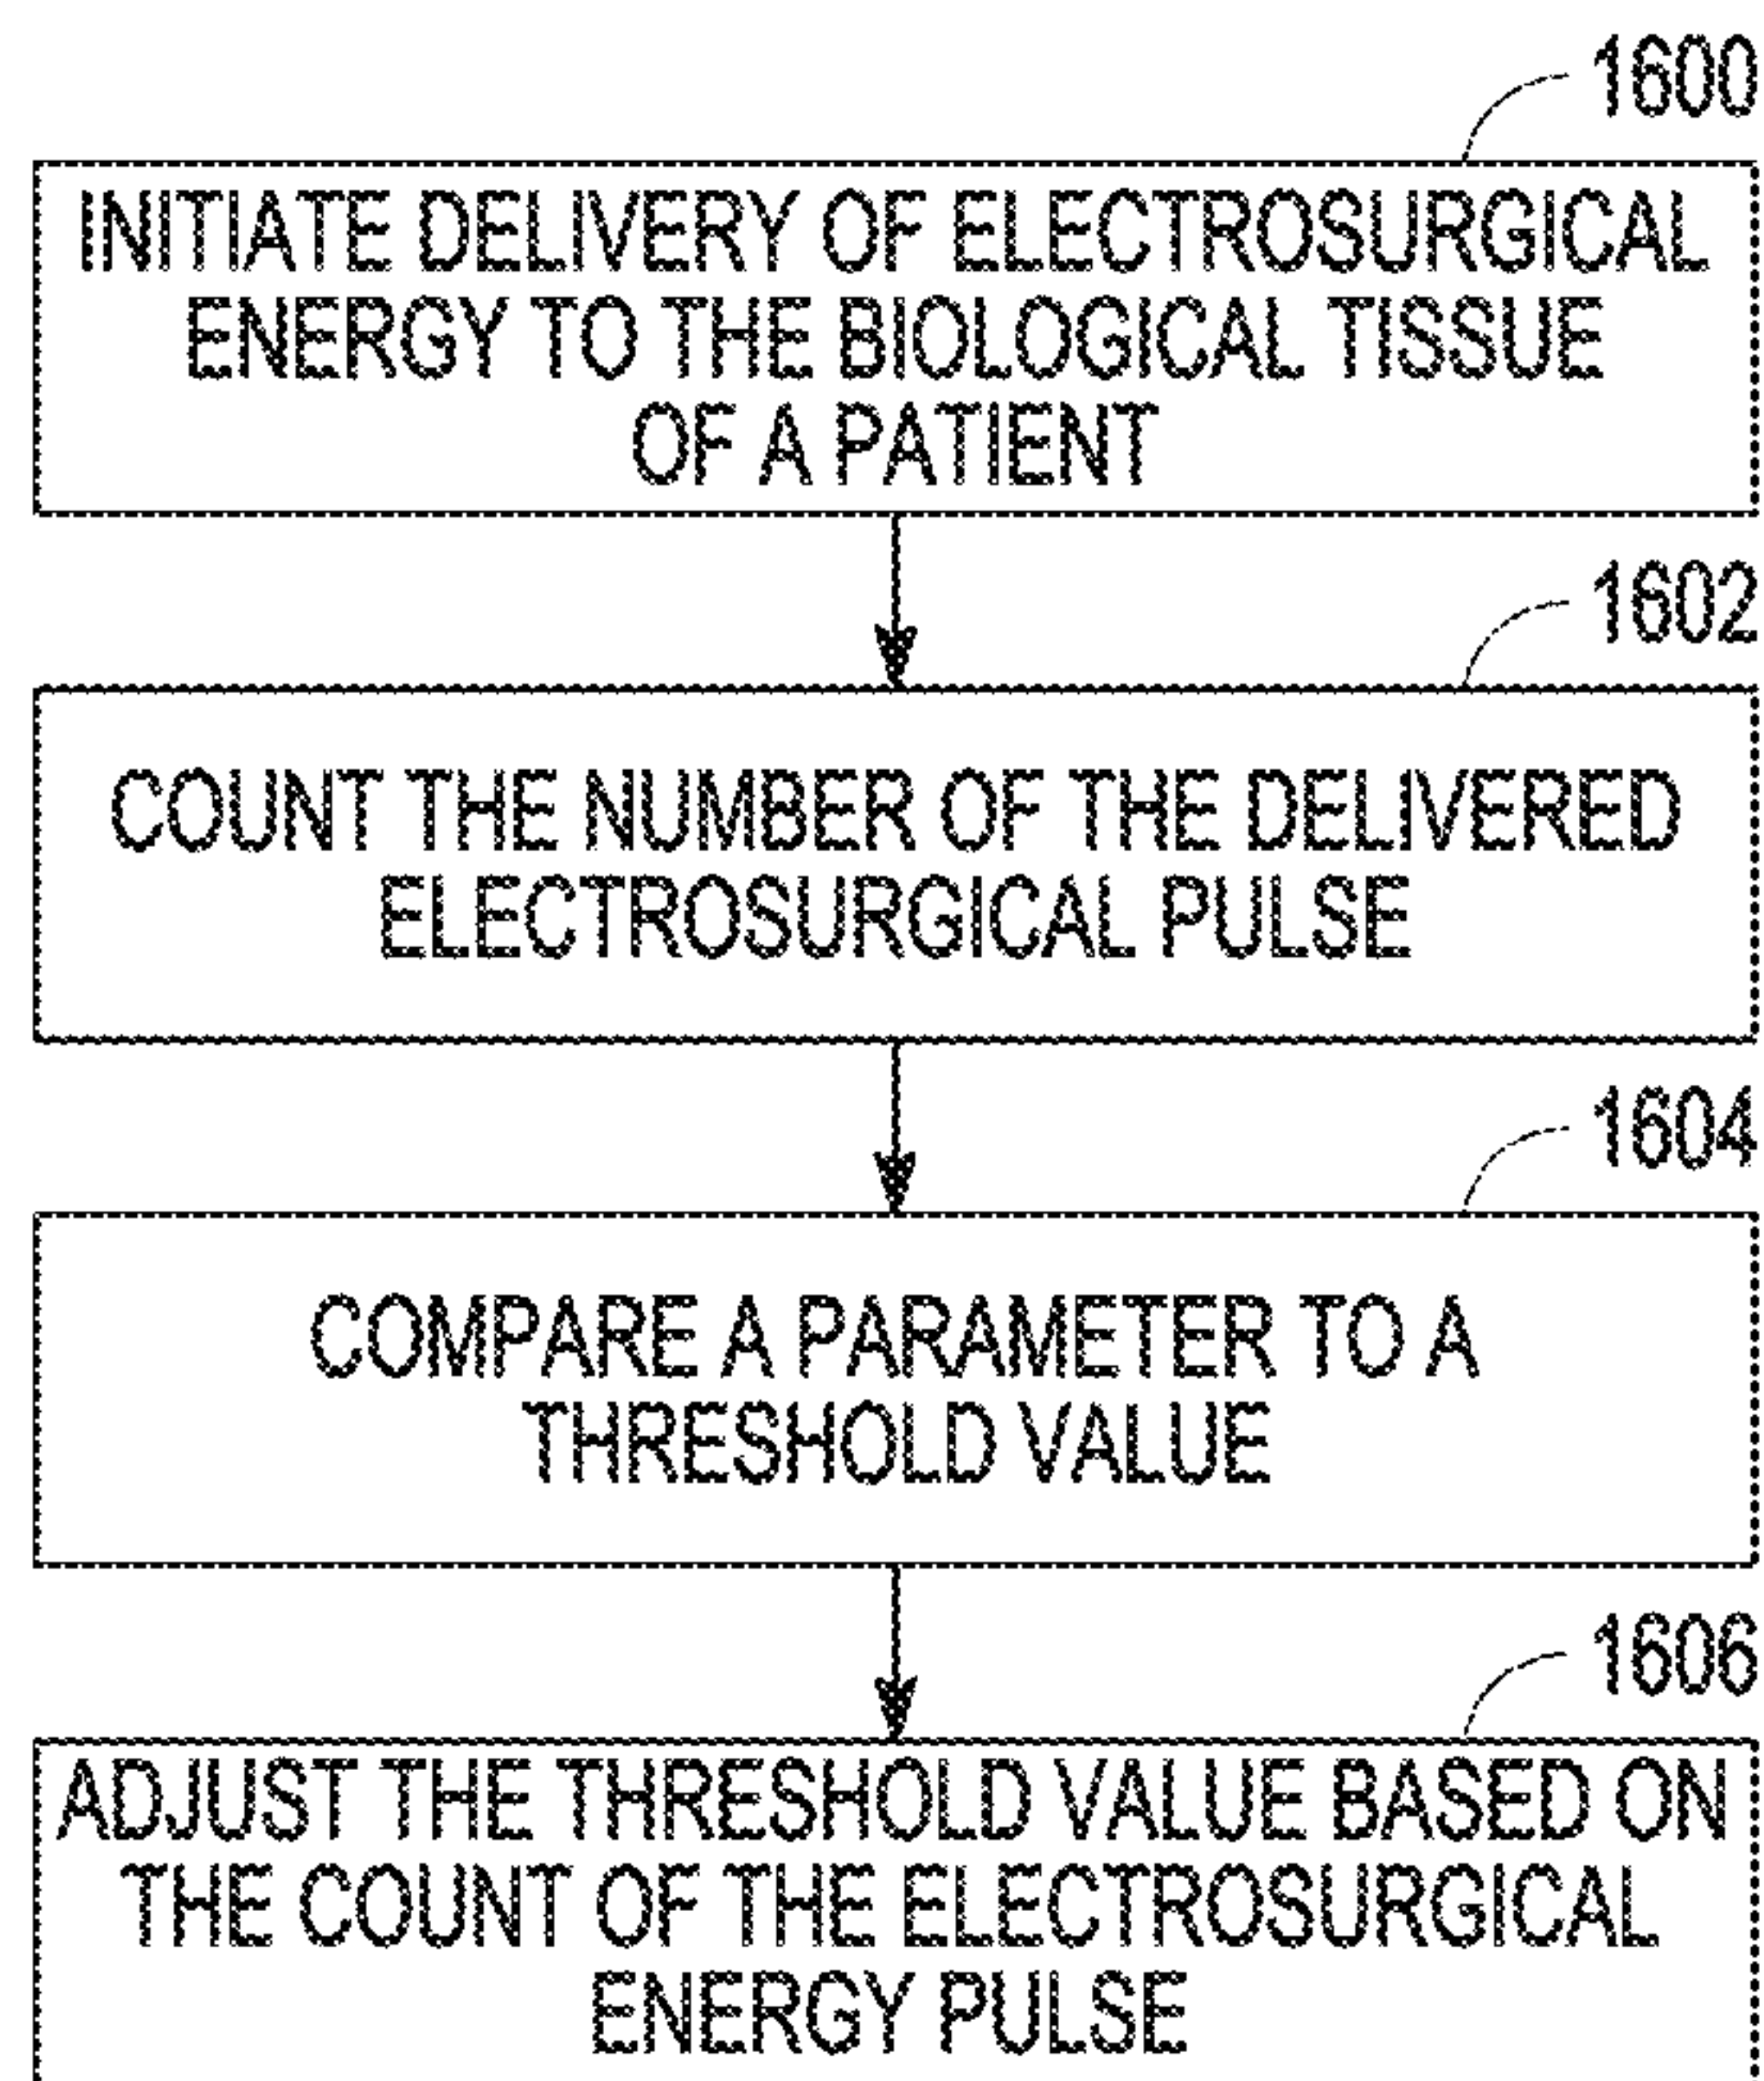 1600
INITIATE DELIVERY OF ELECTROSURGICAL
ENERGY TO THE BIOLOGICAL TISSUE
OF A PATIENT
1602
COUNT THE NUMBER OF THE DELIVERED
ELECTROSURGICAL PULSE
1604
COMPARE A PARAMETER TO A
THRESHOLD VALUE
1606
ADJUST THE THRESHOLD VALUE BASED ON
THE COUNT OF THE ELECTROSURGICAL
ENERGY PULSE